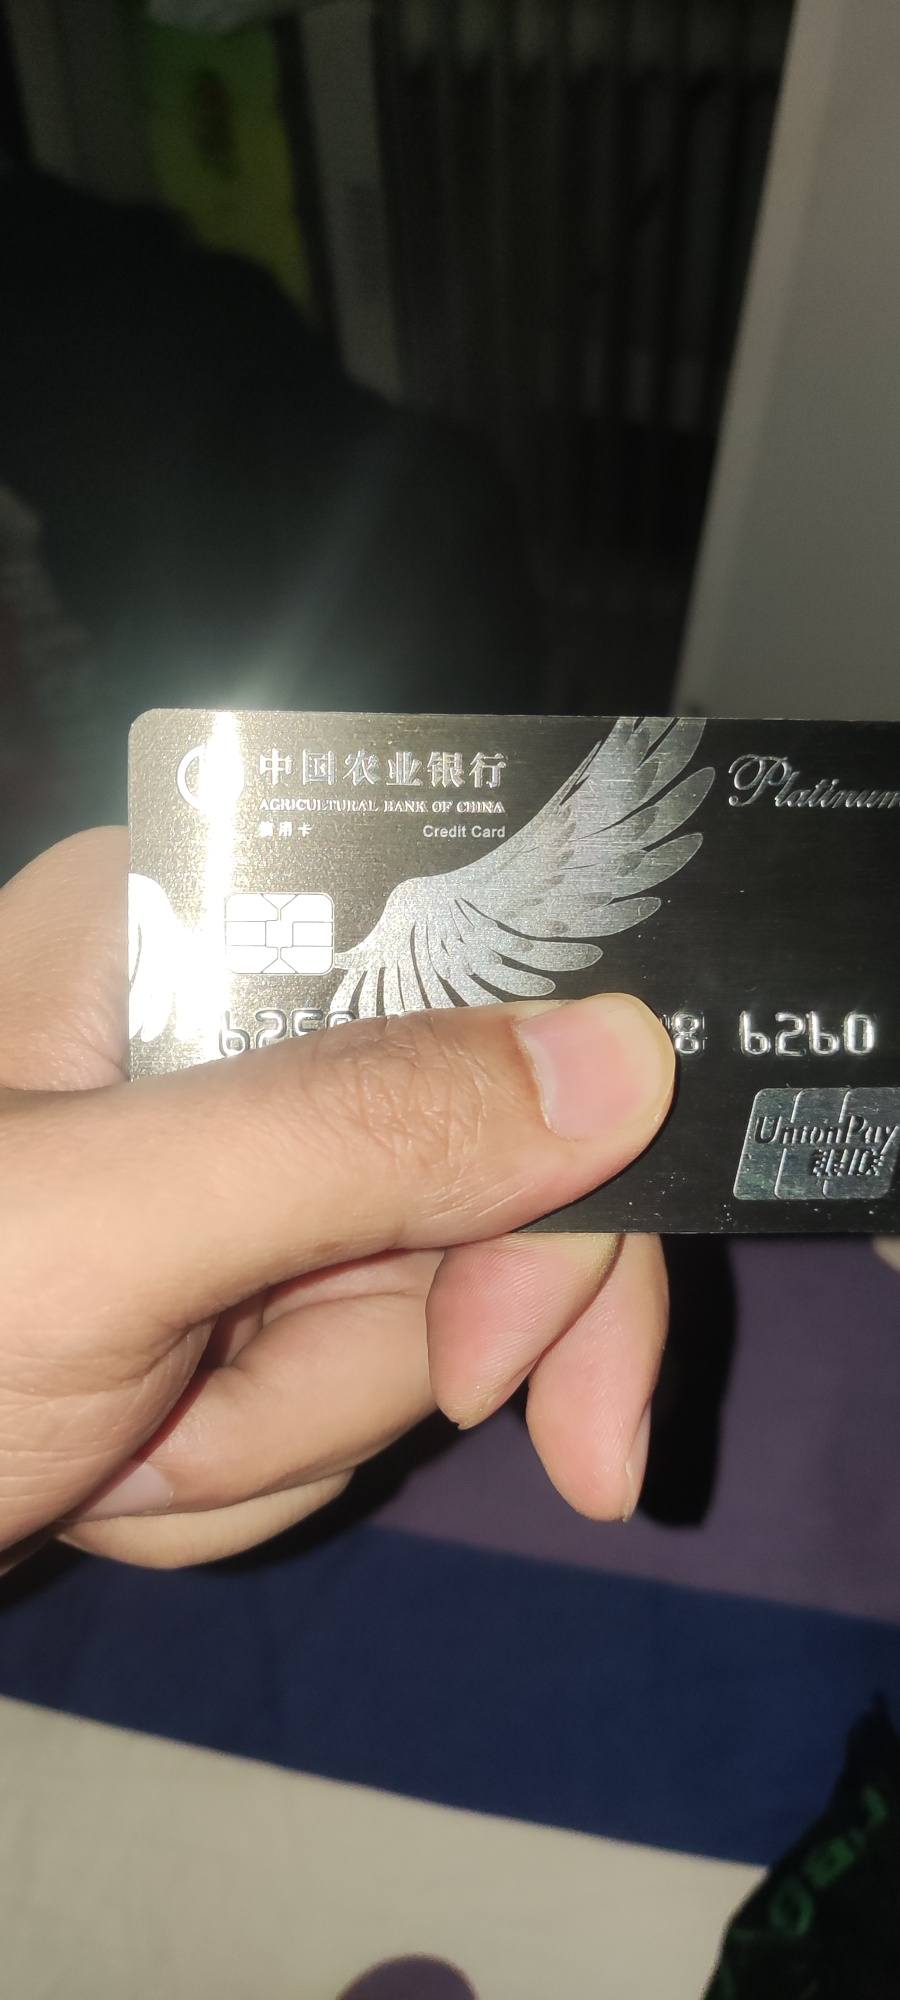 中国农业银行
AGRICULTURAL BANK OF CHINA
信用卡 Credit Card
Platinum
8 6260
UnionPay
银联